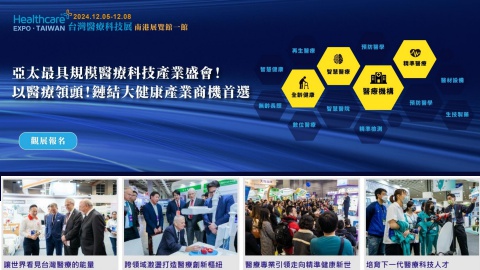 Healthcare+
EXPO · TAIWAN
2024.12.05-12.08
台灣醫療科技展 南港展覽館一館
亞太最具規模醫療科技產業盛會！
以醫療領頭！鏈結大健康產業商機首選
觀展報名
再生醫療
預防醫學
智慧健康
智慧醫療
精準醫療
醫材設備
全齡健康
醫療機構
智慧醫院
預防醫學
生技製藥
數位醫療
精準檢測
讓世界看見台灣醫療的能量
跨領域激盪打造醫療創新樞紐
醫療專業引領走向精準健康新世
培育下一代醫療科技人才